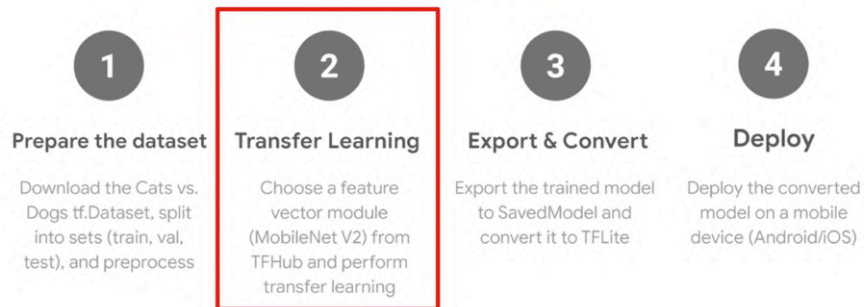 1
Prepare the dataset
Download the Cats vs.
Dogs tf.Dataset, split
into sets (train, val,
test), and preprocess
2
Transfer Learning
Choose a feature
vector module
(MobileNet V2) from
TFHub and perform
transfer learning
3
Export & Convert
Export the trained model
to SavedModel and
convert it to TFLite
4
Deploy
Deploy the converted
model on a mobile
device (Android/iOS)